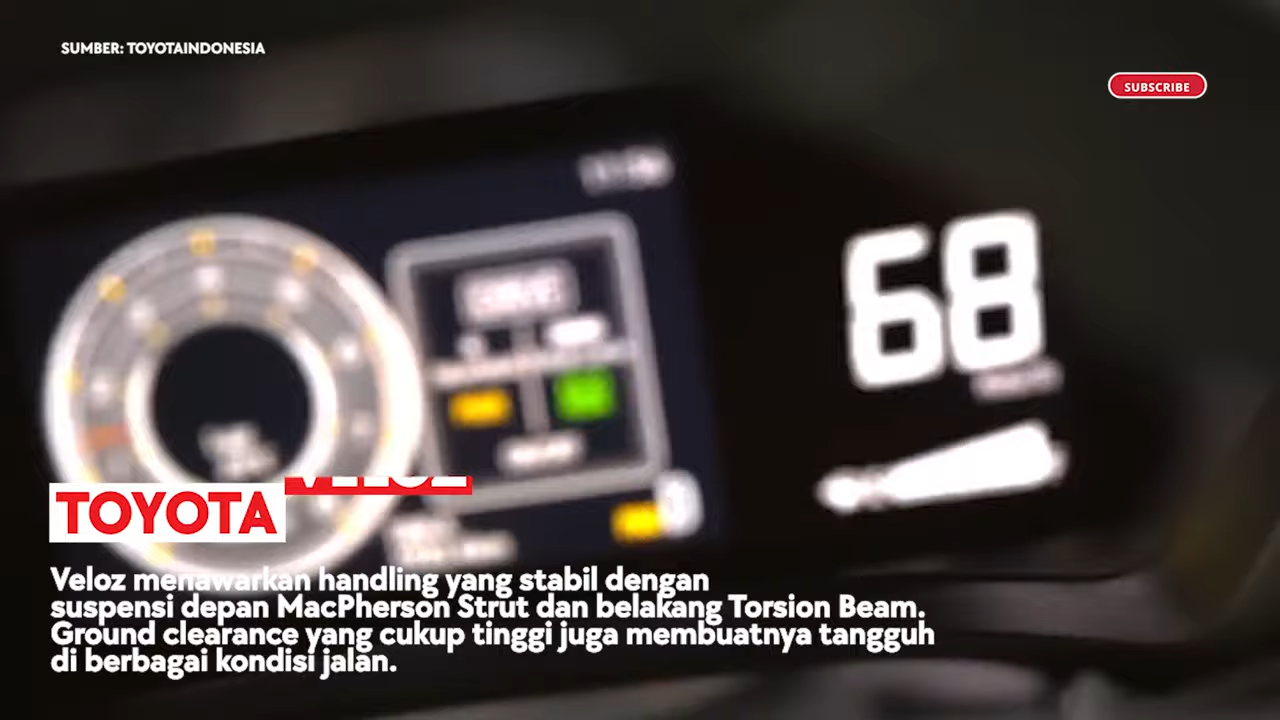 SUMBER: TOYOTAINDONESIA
SUBSCRIBE
68
TOYOTA
Veloz menawarkan handling yang stabil dengan
suspensi depan MacPherson Strut dan belakang Torsion Beam.
Ground clearance yang cukup tinggi juga membuatnya tangguh
di berbagai kondisi jalan.